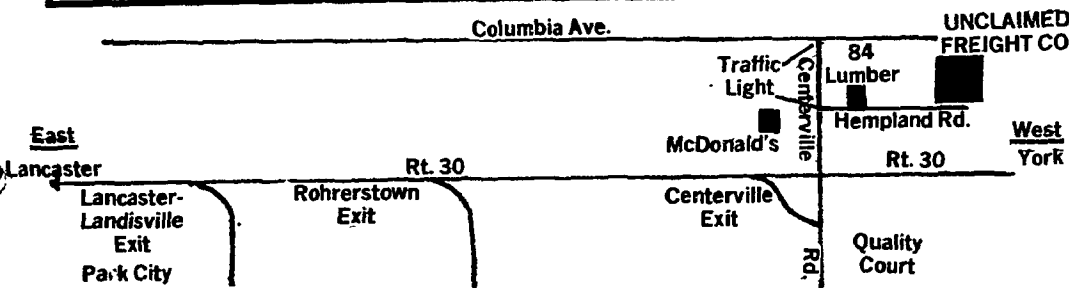 Columbia Ave.
UNCLAIMED
FREIGHT CO
Traffic
Light
84
Lumber
Centerville
Rd.
Hempland Rd.
McDonald's
East
Lancaster
West
York
Rt. 30
Rt. 30
Lancaster-
Landisville
Exit
Park City
Rohrerstown
Exit
Centerville
Exit
Quality
Court